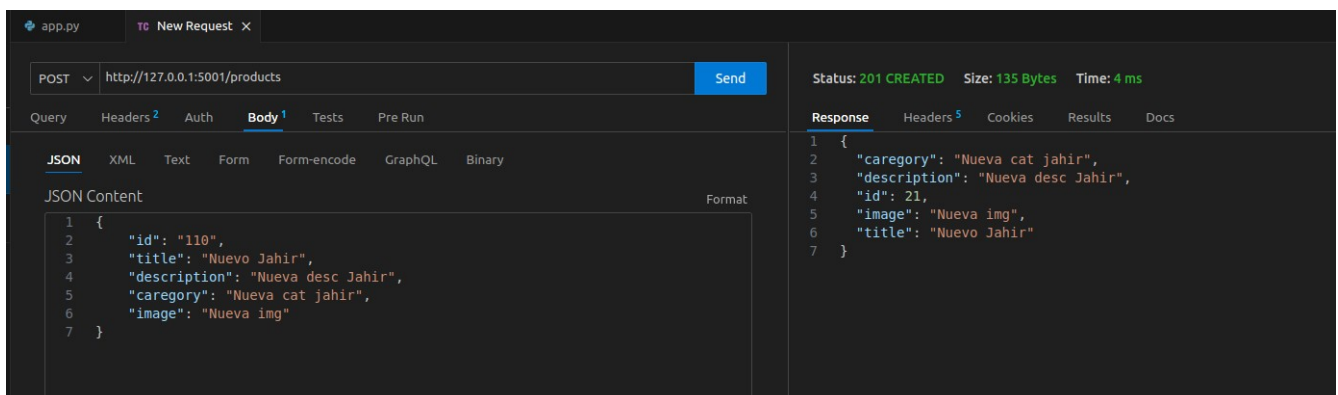 app.py TC New Request ×
POST http://127.0.0.1:5001/products Send
Query Headers 2 Auth Body 1 Tests Pre Run
JSON XML Text Form Form-encode GraphQL Binary
JSON Content Format
1 {
2 "id": "110",
3 "title": "Nuevo Jahir",
4 "description": "Nueva desc Jahir",
5 "caregory": "Nueva cat jahir",
6 "image": "Nueva img"
7 }
Status: 201 CREATED Size: 135 Bytes Time: 4 ms
Response Headers 5 Cookies Results Docs
1 {
2 "caregory": "Nueva cat jahir",
3 "description": "Nueva desc Jahir",
4 "id": 21,
5 "image": "Nueva img",
6 "title": "Nuevo Jahir"
7 }